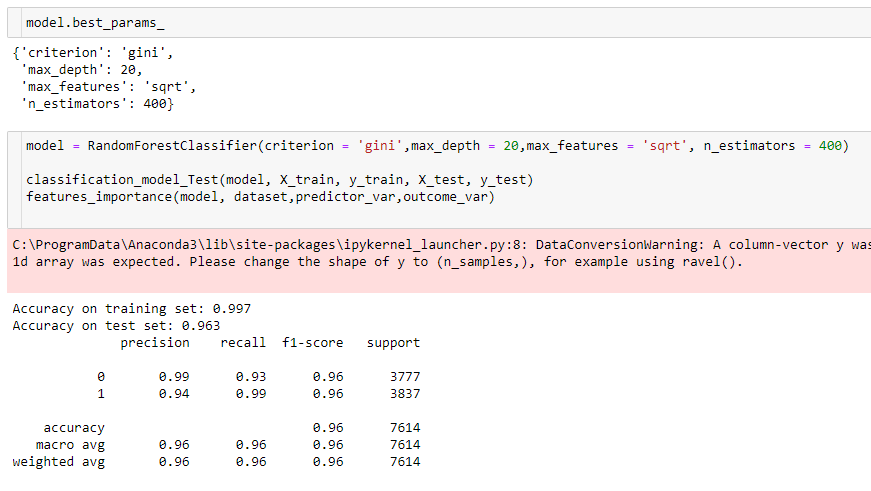 model.best_params_
{'criterion': 'gini',
 'max_depth': 20,
 'max_features': 'sqrt',
 'n_estimators': 400}
model = RandomForestClassifier(criterion = 'gini',max_depth = 20,max_features = 'sqrt', n_estimators = 400)
classification_model_Test(model, X_train, y_train, X_test, y_test)
features_importance(model, dataset,predictor_var,outcome_var)
C:\ProgramData\Anaconda3\lib\site-packages\ipykernel_launcher.py:8: DataConversionWarning: A column-vector y was
1d array was expected. Please change the shape of y to (n_samples,), for example using ravel().
Accuracy on training set: 0.997
Accuracy on test set: 0.963
              precision    recall  f1-score   support
           0       0.99      0.93      0.96      3777
           1       0.94      0.99      0.96      3837
    accuracy                           0.96      7614
   macro avg       0.96      0.96      0.96      7614
weighted avg       0.96      0.96      0.96      7614